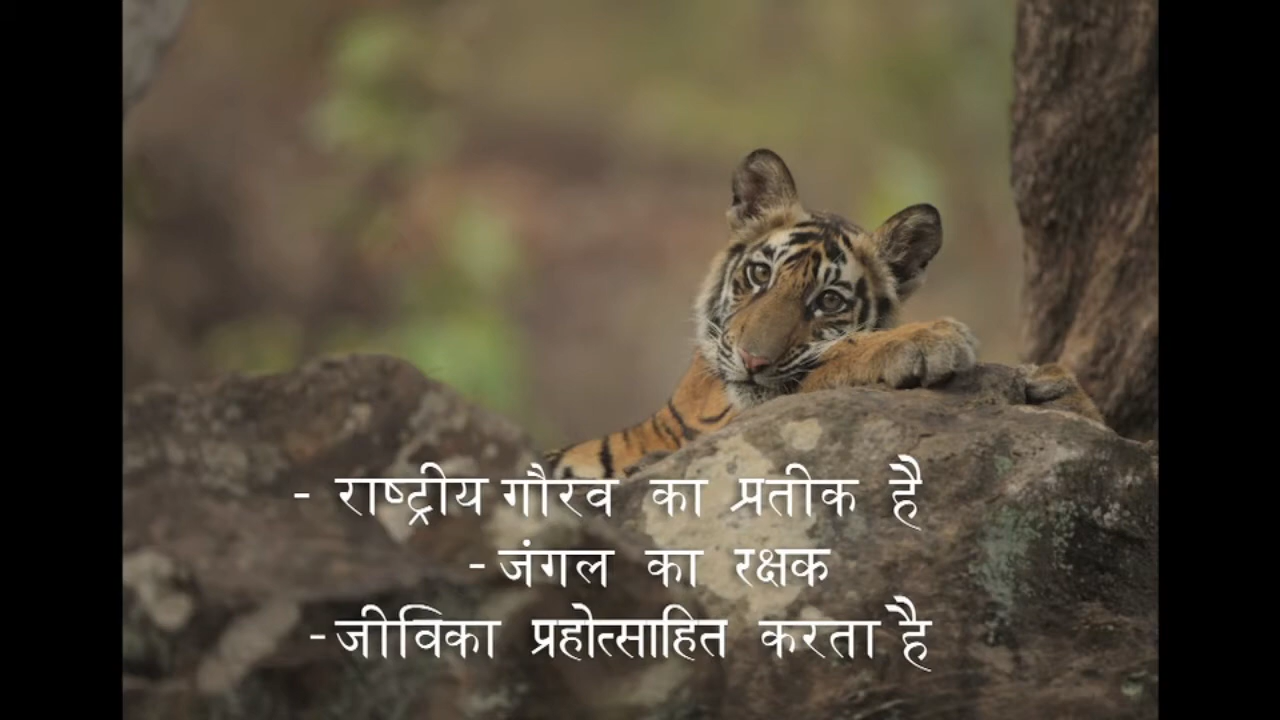 - राष्ट्रीय गौरव का प्रतीक है
- जंगल का रक्षक
- जीविका प्रहोत्साहित करता है